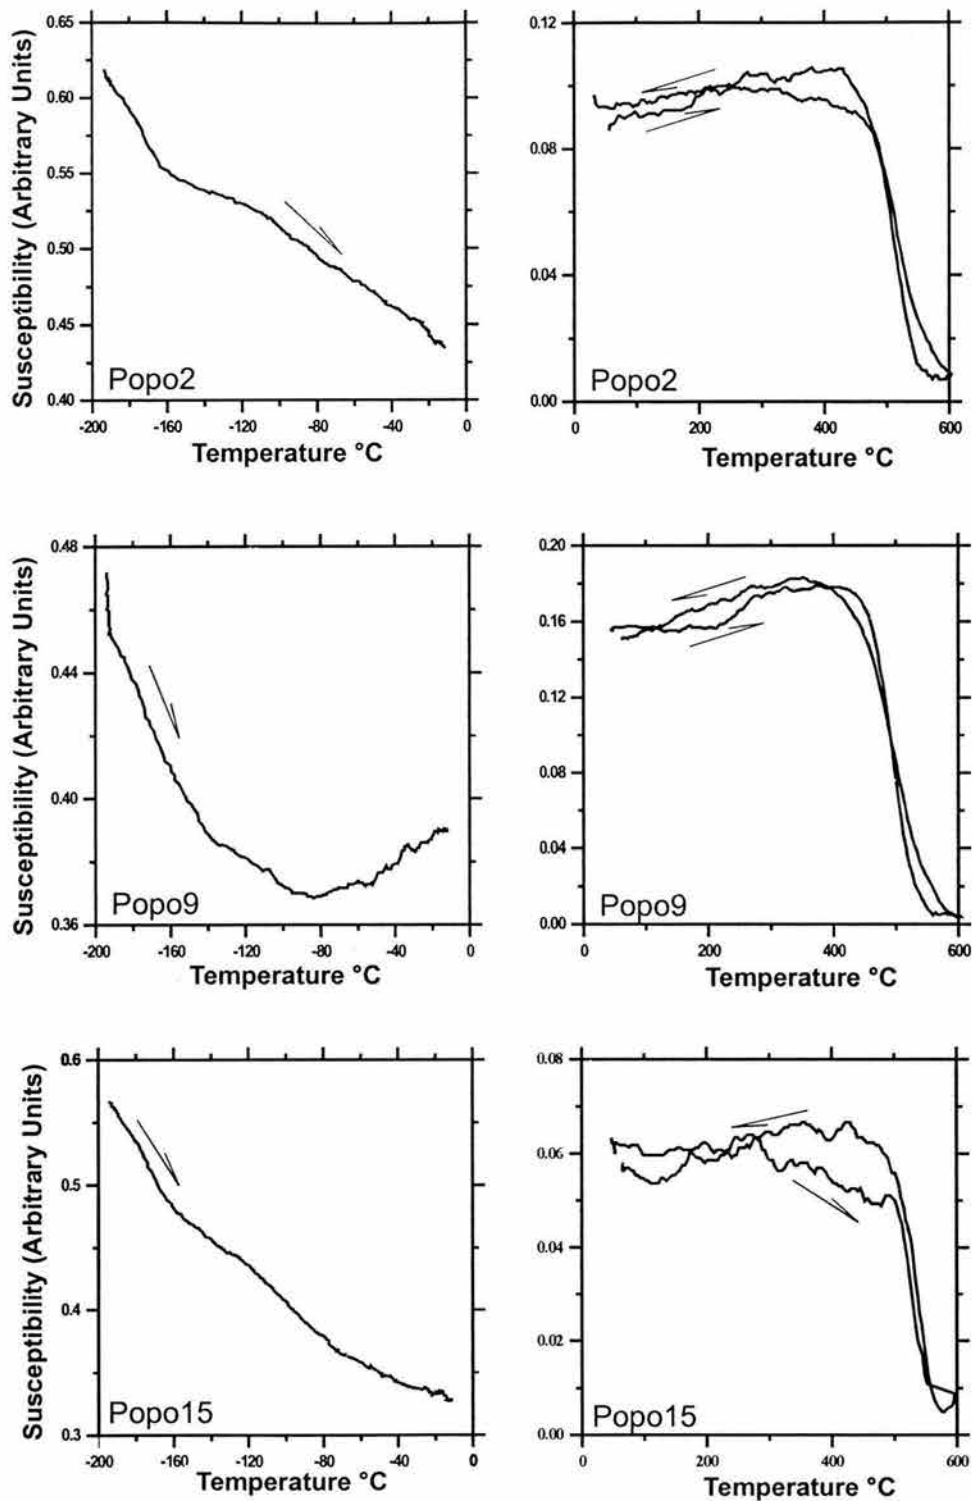 Susceptibility (Arbitrary Units)
0.65
0.60
0.55
0.50
0.45
0.40
Popo2
-200 -160 -120 -80 -40 0
Temperature °C
0.12
0.08
0.04
0.00
Popo2
0 200 400 600
Temperature °C
Susceptibility (Arbitrary Units)
0.48
0.44
0.40
0.36
Popo9
-200 -160 -120 -80 -40 0
Temperature °C
0.20
0.16
0.12
0.08
0.04
0.00
Popo9
0 200 400 600
Temperature °C
Susceptibility (Arbitrary Units)
0.6
0.5
0.4
0.3
Popo15
-200 -160 -120 -80 -40 0
Temperature °C
0.08
0.06
0.04
0.02
0.00
Popo15
0 200 400 600
Temperature °C